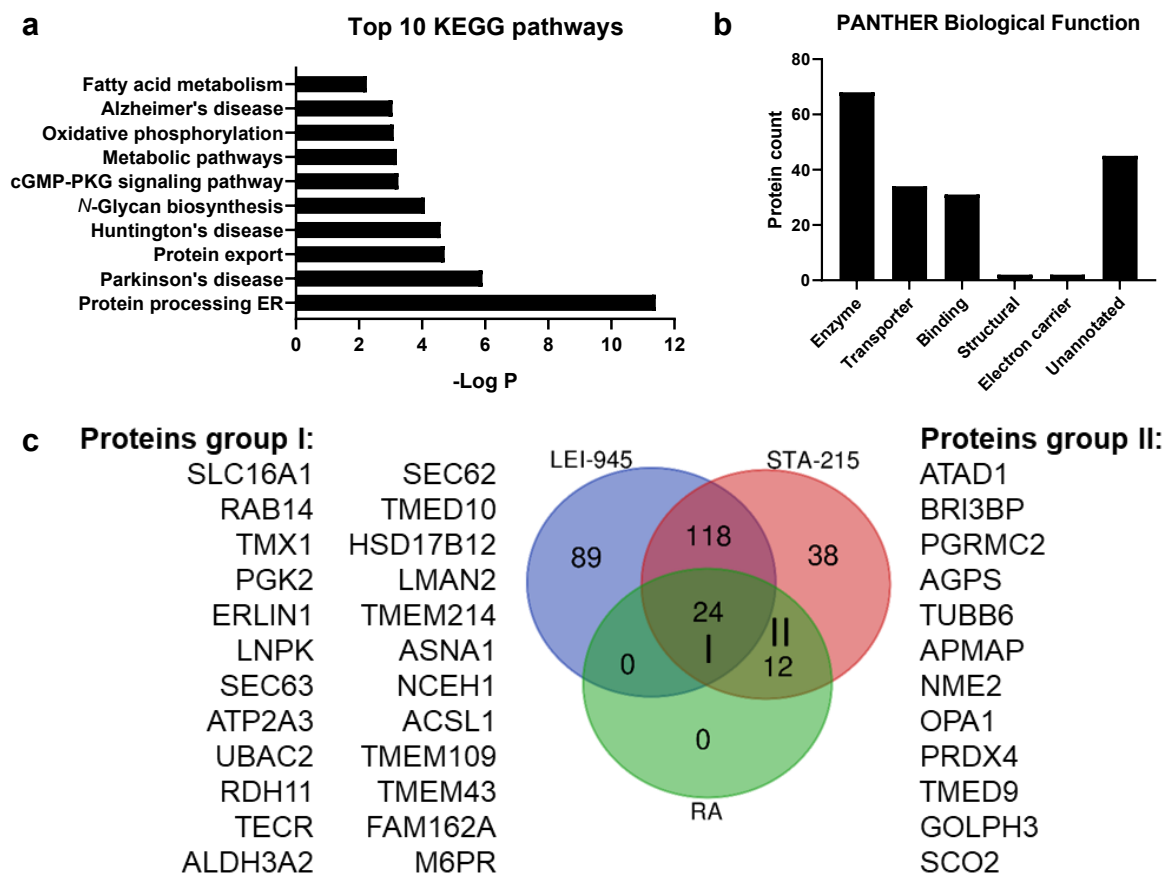 a
Top 10 KEGG pathways
Fatty acid metabolism
Alzheimer's disease
Oxidative phosphorylation
Metabolic pathways
cGMP-PKG signaling pathway
N-Glycan biosynthesis
Huntington's disease
Protein export
Parkinson's disease
Protein processing ER
0 2 4 6 8 10 12
-Log P
b
PANTHER Biological Function
Protein count
80
60
40
20
0
Enzyme
Transporter
Binding
Structural
Electron carrier
Unannotated
c
Proteins group I:
SLC16A1 SEC62
RAB14 TMED10
TMX1 HSD17B12
PGK2 LMAN2
ERLIN1 TMEM214
LNPK ASNA1
SEC63 NCEH1
ATP2A3 ACSL1
UBAC2 TMEM109
RDH11 TMEM43
TECR FAM162A
ALDH3A2 M6PR
LEI-945 STA-215
89 118 38
24
I
II
0 12
0
RA
Proteins group II:
ATAD1
BRI3BP
PGRMC2
AGPS
TUBB6
APMAP
NME2
OPA1
PRDX4
TMED9
GOLPH3
SCO2